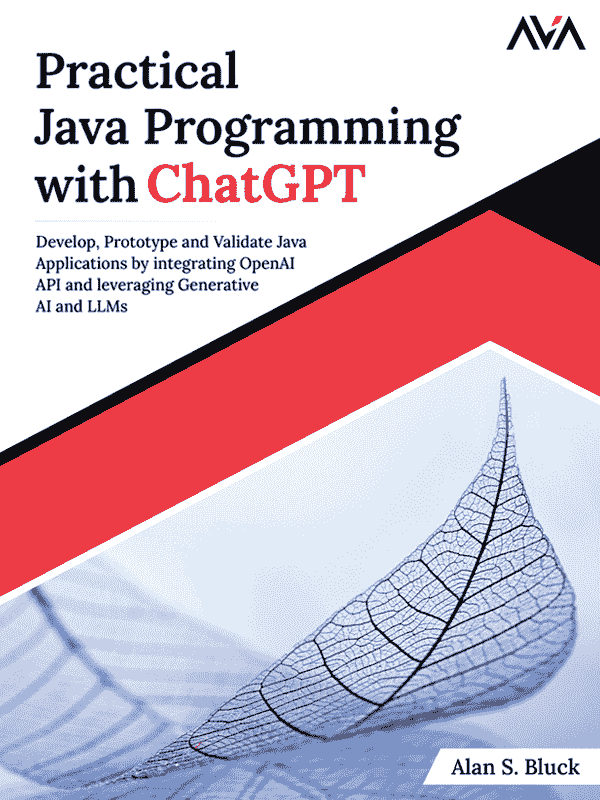 AVA
Practical
Java Programming
with ChatGPT
Develop, Prototype and Validate Java
Applications by integrating OpenAI
API and leveraging Generative
AI and LLMs
Alan S. Bluck